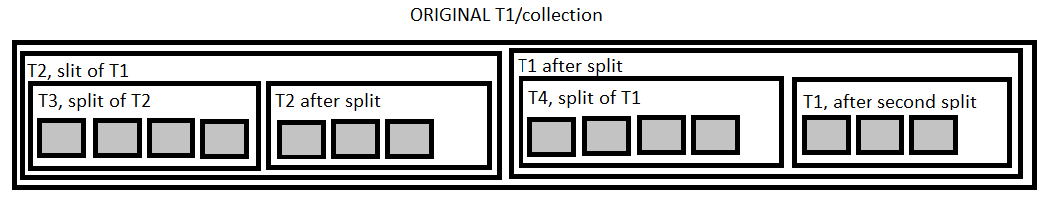 ORIGINAL T1/collection
T2, slit of T1
T3, split of T2
T2 after split
T1 after split
T4, split of T1
T1, after second split